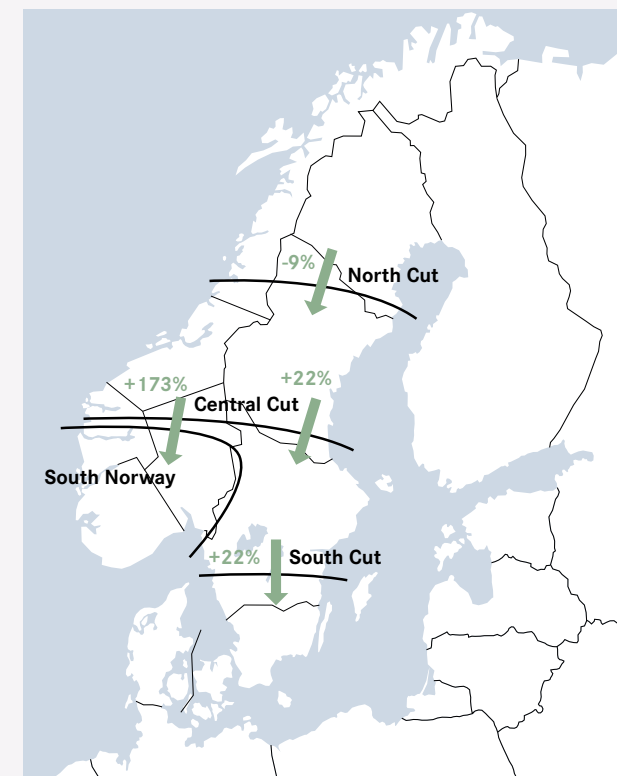 -9%
North Cut
+173%
+22%
Central Cut
South Norway
+22%
South Cut